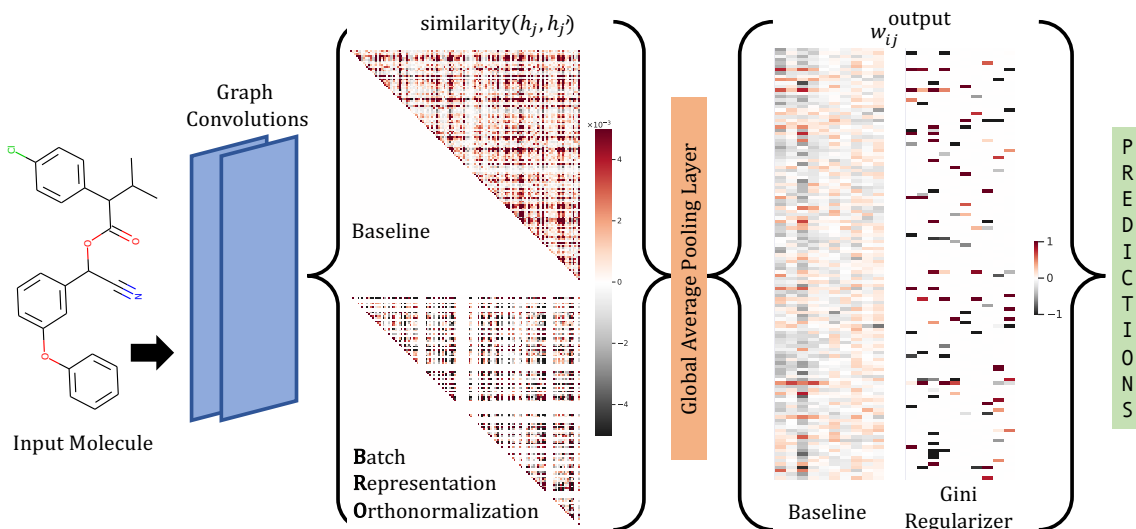 Cl
O
O
N
O
Input Molecule
Graph
Convolutions
similarity(h_j, h_j′)
Baseline
Batch
Representation
Orthonormalization
×10⁻³
4
2
0
−2
−4
Global Average Pooling Layer
w_ij^output
Baseline
Gini
Regularizer
1
0
−1
PREDICTIONS